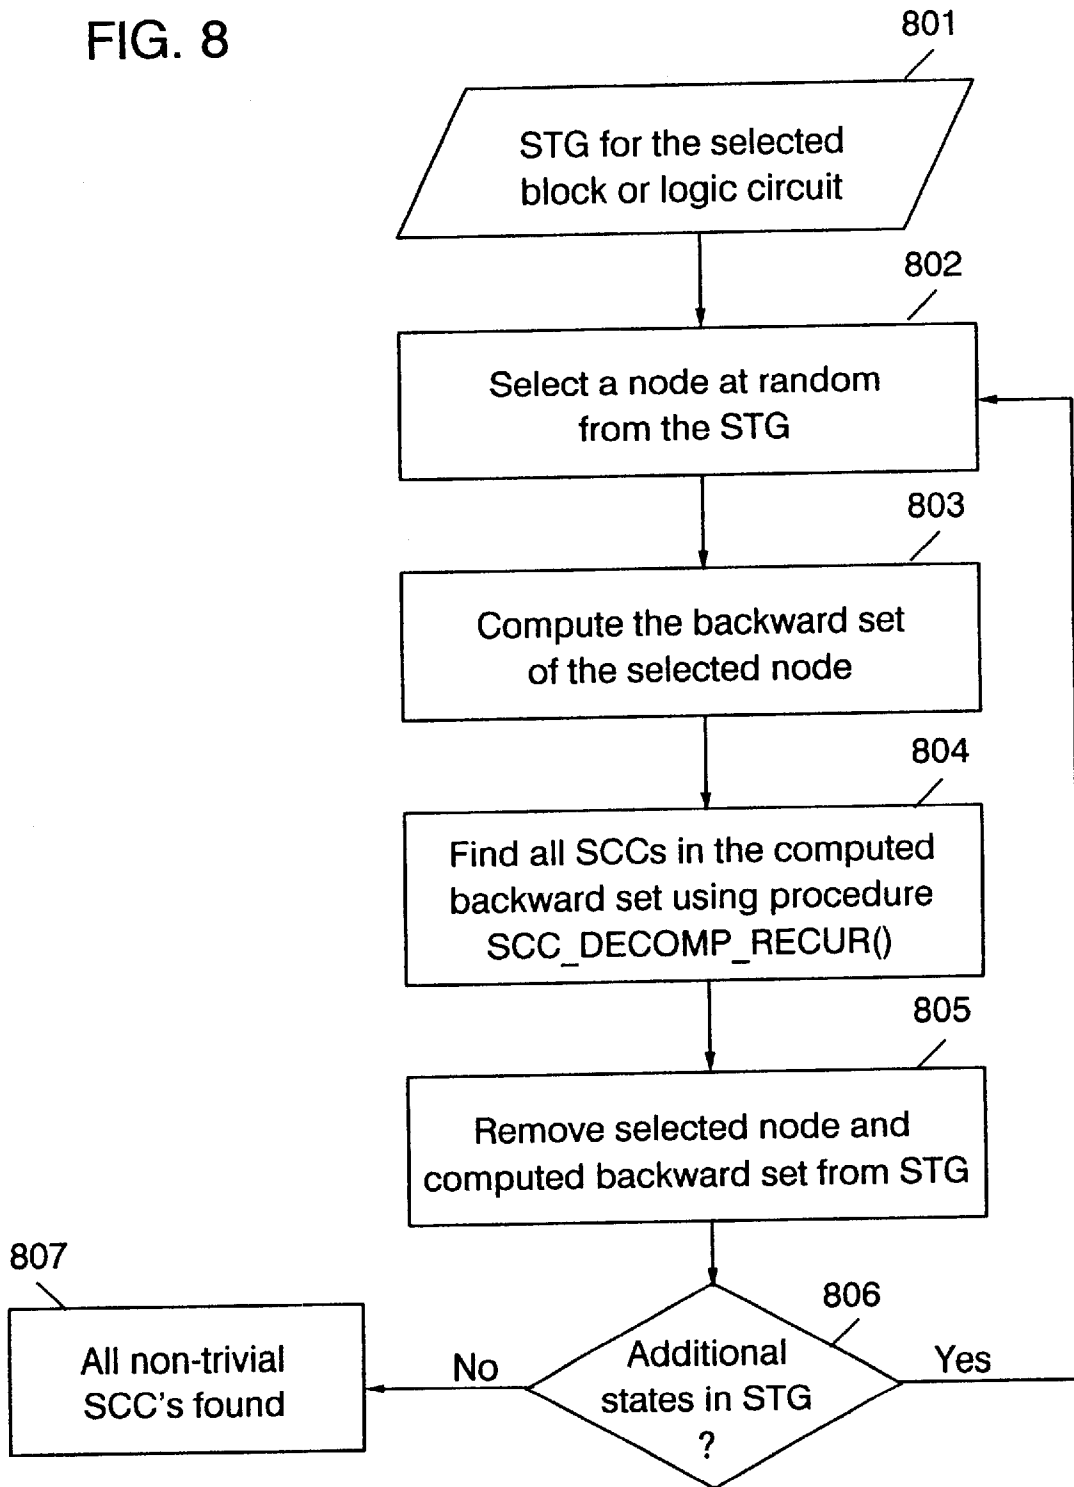 FIG. 8
801
STG for the selected
block or logic circuit
802
Select a node at random
from the STG
803
Compute the backward set
of the selected node
804
Find all SCCs in the computed
backward set using procedure
SCC_DECOMP_RECUR()
805
Remove selected node and
computed backward set from STG
806
Additional
states in STG
?
Yes
No
807
All non-trivial
SCC's found